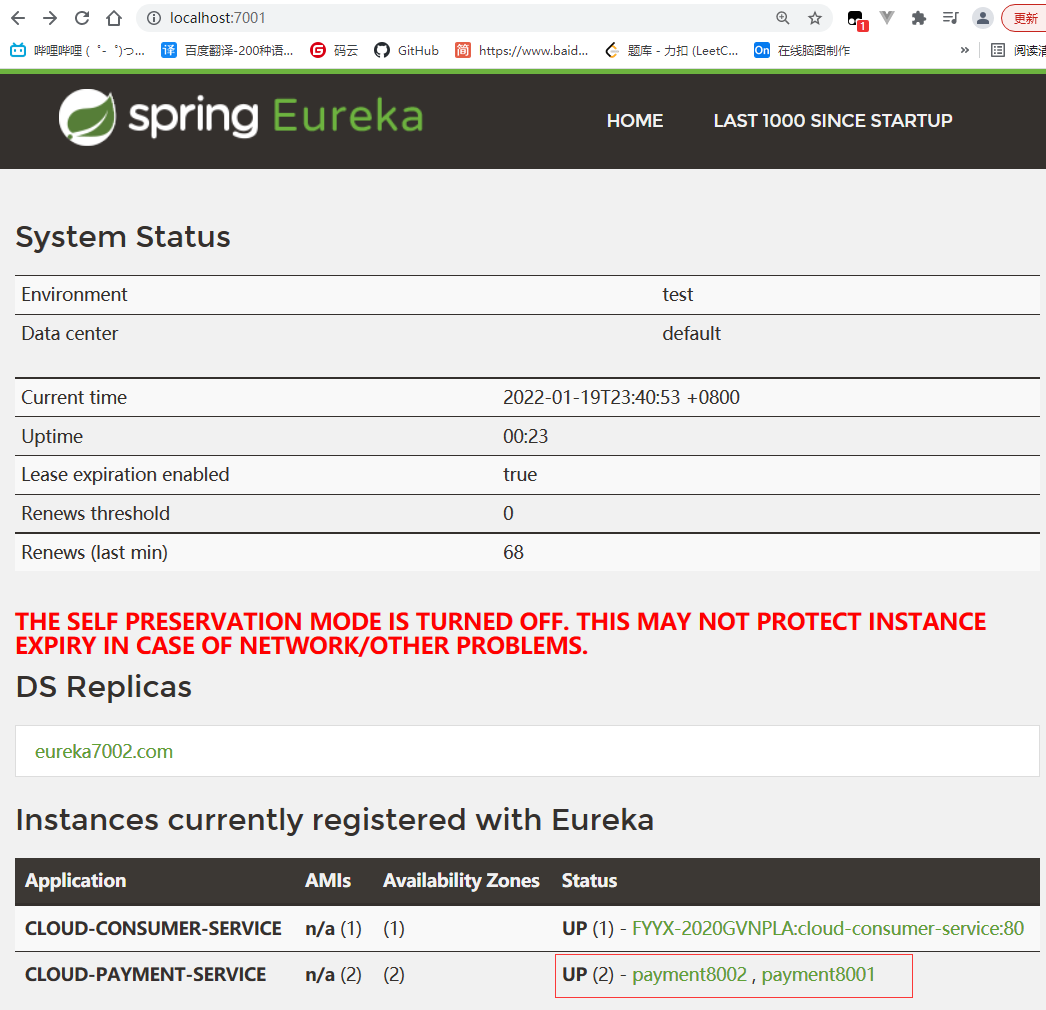 localhost:7001
1
更新
哔哩哔哩 ( ゜- ゜)つ... 译 百度翻译-200种语... G 码云 GitHub 简 https://www.baid... 题库 - 力扣 (LeetC... On 在线脑图制作 » 阅读清
spring Eureka HOME LAST 1000 SINCE STARTUP
System Status
Environment test
Data center default
Current time 2022-01-19T23:40:53 +0800
Uptime 00:23
Lease expiration enabled true
Renews threshold 0
Renews (last min) 68
THE SELF PRESERVATION MODE IS TURNED OFF. THIS MAY NOT PROTECT INSTANCE
EXPIRY IN CASE OF NETWORK/OTHER PROBLEMS.
DS Replicas
eureka7002.com
Instances currently registered with Eureka
Application AMIs Availability Zones Status
CLOUD-CONSUMER-SERVICE n/a (1) (1) UP (1) - FYYX-2020GVNPLA:cloud-consumer-service:80
CLOUD-PAYMENT-SERVICE n/a (2) (2) UP (2) - payment8002 , payment8001